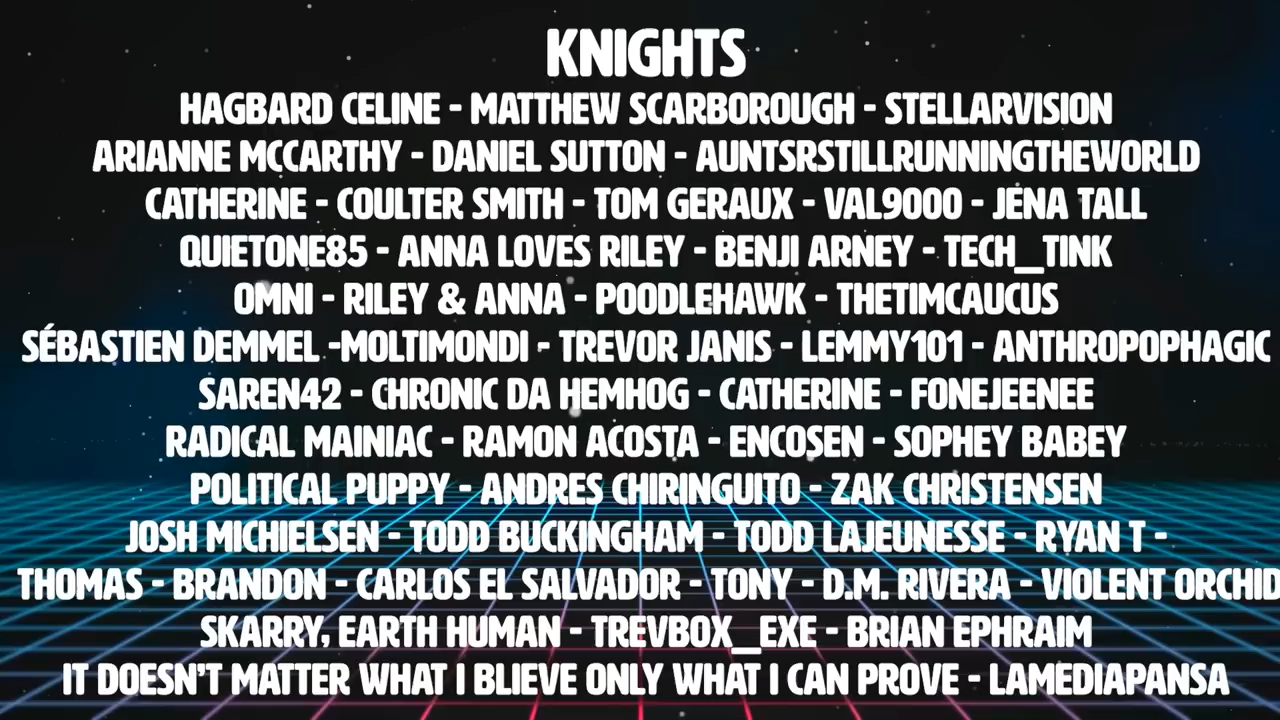 KNIGHTS
HAGBARD CELINE - MATTHEW SCARBOROUGH - STELLARVISION
ARIANNE MCCARTHY - DANIEL SUTTON - AUNTSRSTILLRUNNINGTHEWORLD
CATHERINE - COULTER SMITH - TOM GERAUX - VAL9000 - JENA TALL
QUIETONE85 - ANNA LOVES RILEY - BENJI ARNEY - TECH__TINK
OMNI - RILEY & ANNA - POODLEHAWK - THETIMCAUCUS
SÉBASTIEN DEMMEL -MOLTIMONDI - TREVOR JANIS - LEMMY101 - ANTHROPOPHAGIC
SAREN42 - CHRONIC DA HEMHOG - CATHERINE - FONEJEENEE
RADICAL MAINIAC - RAMON ACOSTA - ENCOSEN - SOPHEY BABEY
POLITICAL PUPPY - ANDRES CHIRINGUITO - ZAK CHRISTENSEN
JOSH MICHIELSEN - TODD BUCKINGHAM - TODD LAJEUNESSE - RYAN T -
THOMAS - BRANDON - CARLOS EL SALVADOR - TONY - D.M. RIVERA - VIOLENT ORCHID
SKARRY, EARTH HUMAN - TREVBOX__EXE - BRIAN EPHRAIM
IT DOESN'T MATTER WHAT I BLIEVE ONLY WHAT I CAN PROVE - LAMEDIAPANSA